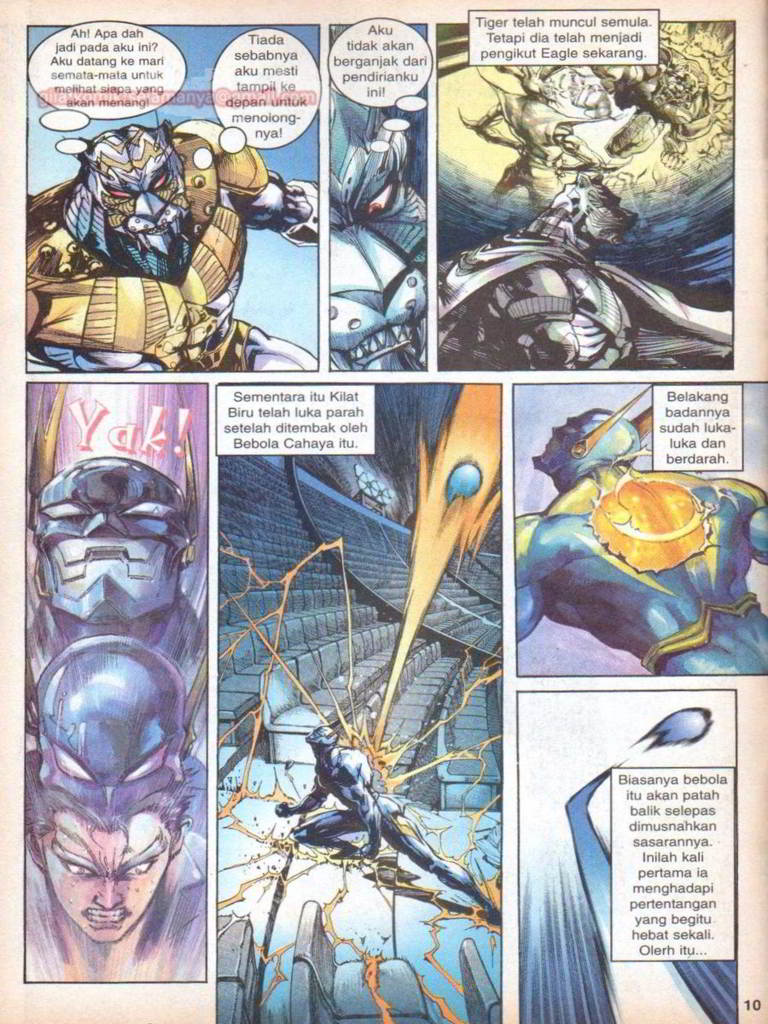 Ah! Apa dah
jadi pada aku ini?
Aku datang ke mari
semata-mata untuk
melihat siapa yang
akan menang!
Tiada
sebabnya
aku mesti
tampil ke
depan untuk
menolong-
nya!
Aku
tidak akan
berganjak dari
pendirianku
ini!
Tiger telah muncul semula.
Tetapi dia telah menjadi
pengikut Eagle sekarang.
Yak!
Sementara itu Kilat
Biru telah luka parah
setelah ditembak oleh
Bebola Cahaya itu.
Belakang
badannya
sudah luka-
luka dan
berdarah.
Biasanya bebola
itu akan patah
balik selepas
dimusnahkan
sasarannya.
Inilah kali
pertama ia
menghadapi
pertentangan
yang begitu
hebat sekali.
Olerh itu...
10